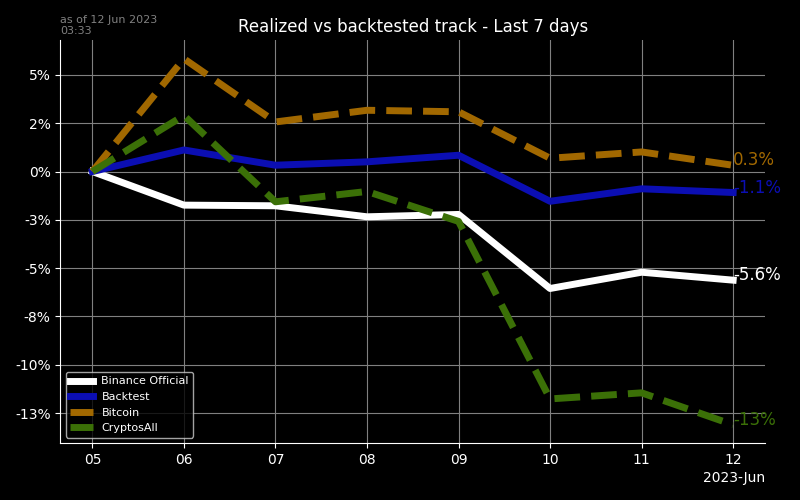 as of 12 Jun 2023
03:33
Realized vs backtested track - Last 7 days
5%
2%
0%
-3%
-5%
-8%
-10%
-13%
0.3%
-1.1%
-5.6%
-13%
Binance Official
Backtest
Bitcoin
CryptosAll
05 06 07 08 09 10 11 12
2023-Jun